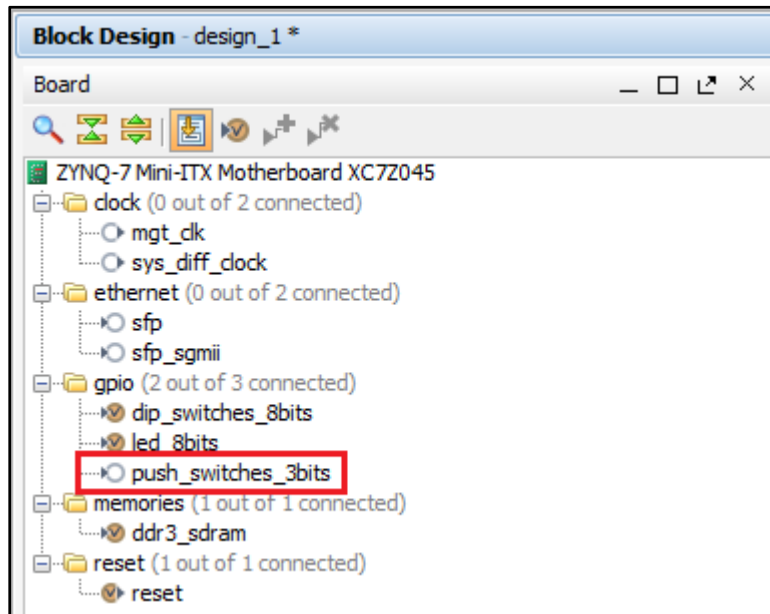 Block Design - design_1 *
Board
ZYNQ-7 Mini-ITX Motherboard XC7Z045
clock (0 out of 2 connected)
mgt_clk
sys_diff_clock
ethernet (0 out of 2 connected)
sfp
sfp_sgmii
gpio (2 out of 3 connected)
dip_switches_8bits
led_8bits
push_switches_3bits
memories (1 out of 1 connected)
ddr3_sdram
reset (1 out of 1 connected)
reset